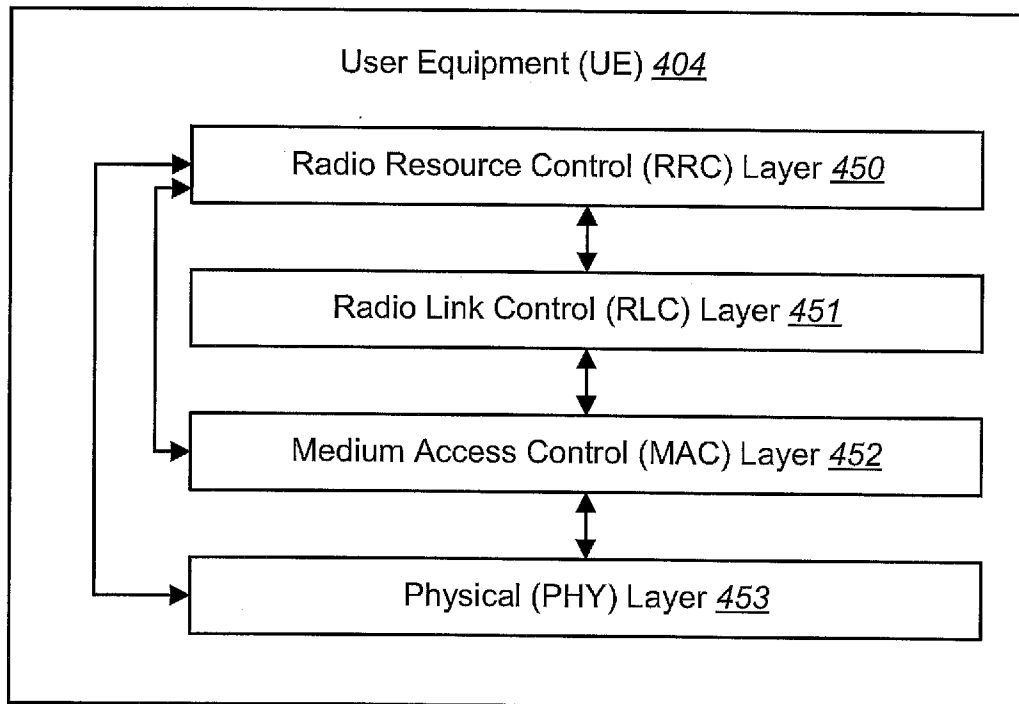 User Equipment (UE) 404
Radio Resource Control (RRC) Layer 450
Radio Link Control (RLC) Layer 451
Medium Access Control (MAC) Layer 452
Physical (PHY) Layer 453